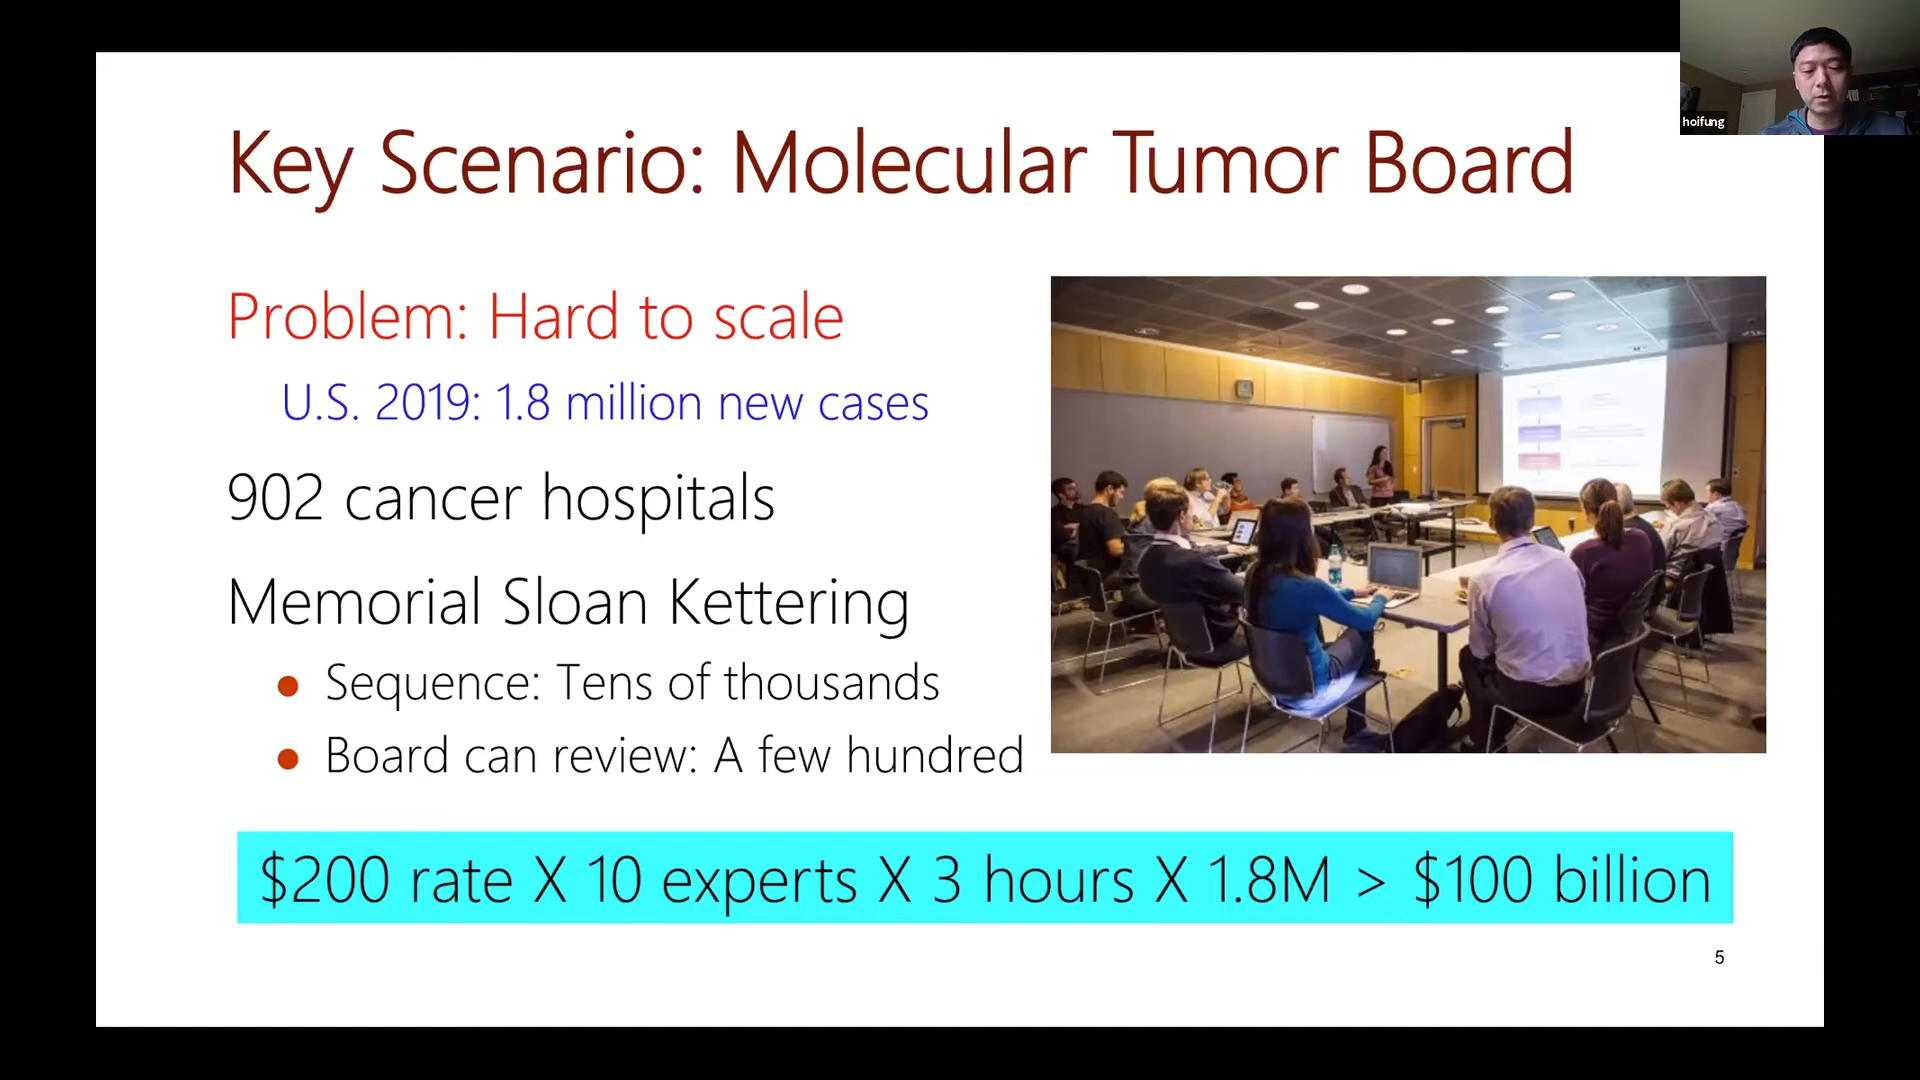 hoifung
Key Scenario: Molecular Tumor Board
Problem: Hard to scale
U.S. 2019: 1.8 million new cases
902 cancer hospitals
Memorial Sloan Kettering
● Sequence: Tens of thousands
● Board can review: A few hundred
$200 rate X 10 experts X 3 hours X 1.8M > $100 billion
5